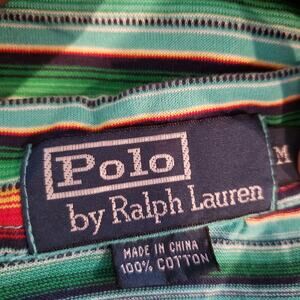 Polo
by Ralph Lauren
M
MADE IN CHINA
100% COTTON